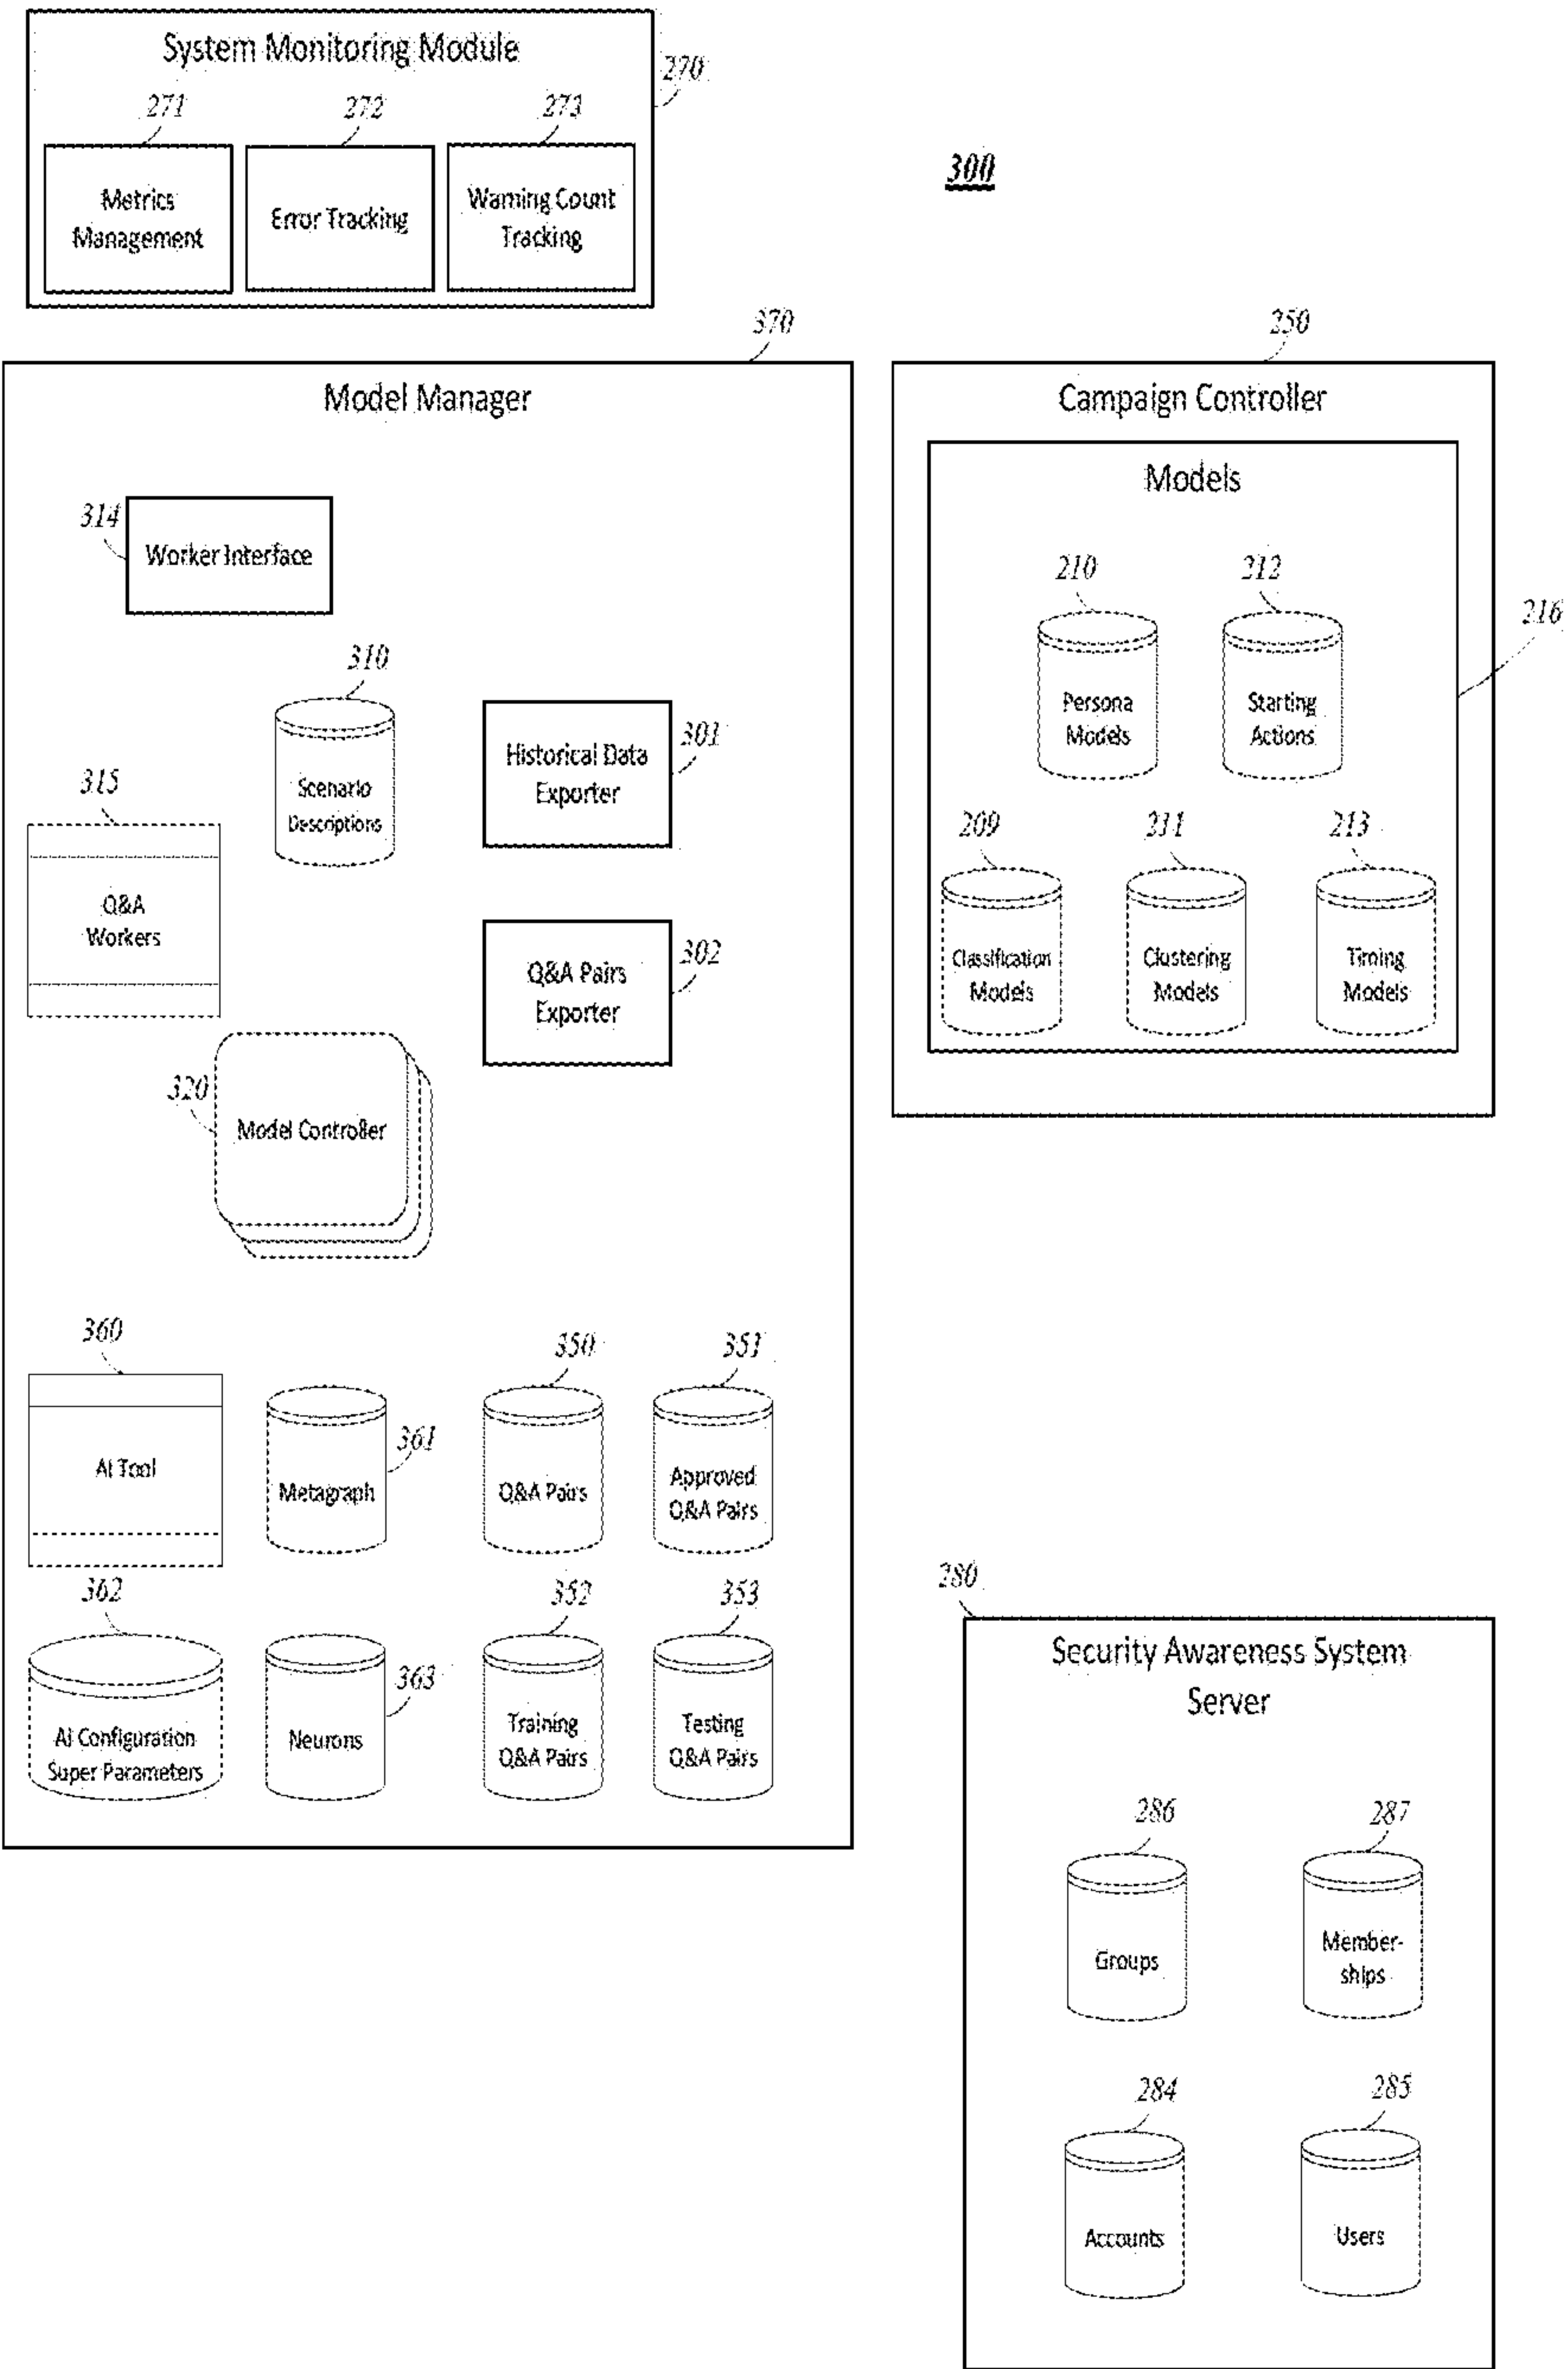 System Monitoring Module
270
271
272
273
Metrics
Management
Error Tracking
Warning Count
Tracking
300
370
Model Manager
314
Worker Interface
310
Scenario
Descriptions
Historical Data
Exporter
301
315
Q&A
Workers
Q&A Pairs
Exporter
302
320
Model Controller
360
AI Tool
Metagraph
361
350
Q&A Pairs
351
Approved
Q&A Pairs
362
AI Configuration
Super Parameters
Neurons
363
352
Training
Q&A Pairs
353
Testing
Q&A Pairs
250
Campaign Controller
Models
216
210
Persona
Models
212
Starting
Actions
209
Classification
Models
211
Clustering
Models
213
Timing
Models
280
Security Awareness System
Server
286
Groups
287
Member-
ships
284
Accounts
285
Users